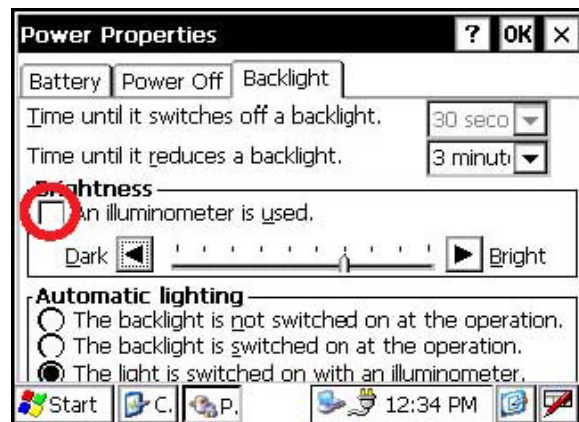 Power Properties ? OK ×
Battery Power Off Backlight
Time until it switches off a backlight. 30 seco
Time until it reduces a backlight. 3 minut
Brightness
An illuminometer is used.
Dark Bright
Automatic lighting
The backlight is not switched on at the operation.
The backlight is switched on at the operation.
The light is switched on with an illuminometer.
Start C. P. 12:34 PM